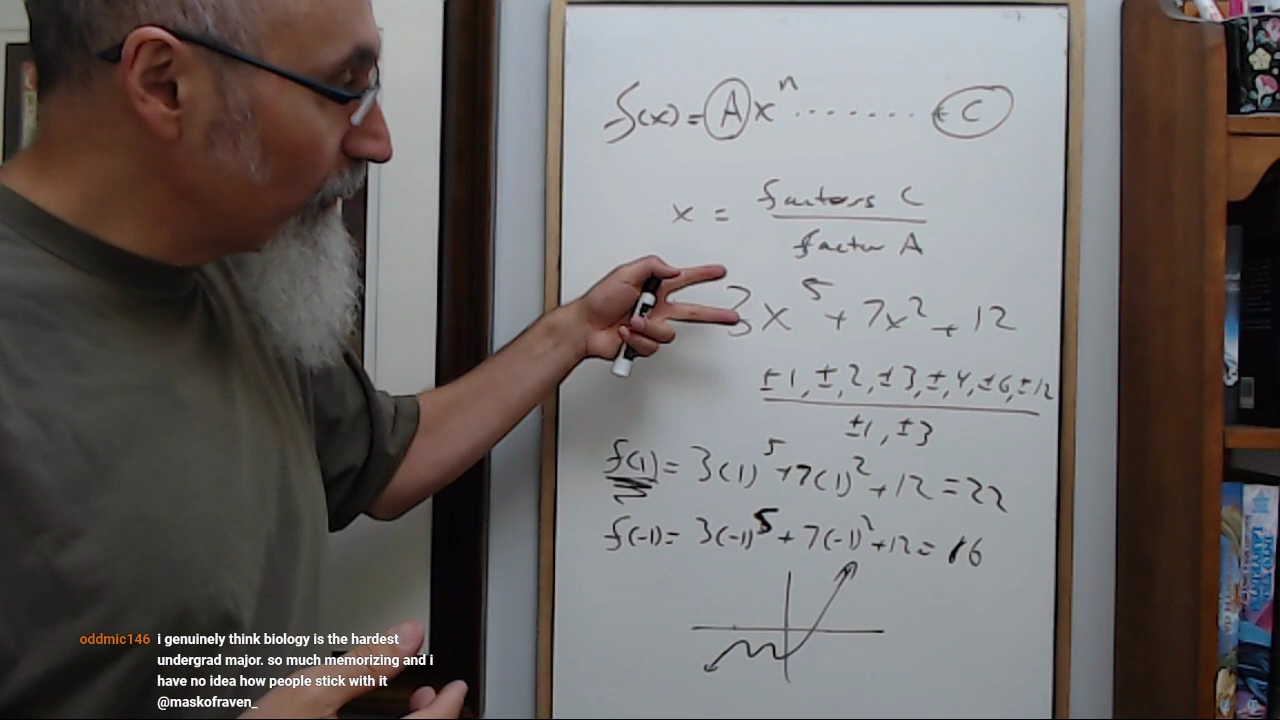 f(x) = Ax^n ........ + C
x = factors C / factor A
3x^5 + 7x^2 + 12
±1, ±, 2, ±3, ±, 4, ±6, ±12
±1, ±3
f(1) = 3(1)^5 + 7(1)^2 + 12 = 22
f(-1) = 3(-1)^5 + 7(-1)^2 + 12 = 16
oddmic146 i genuinely think biology is the hardest
undergrad major. so much memorizing and i
have no idea how people stick with it
@maskofraven_